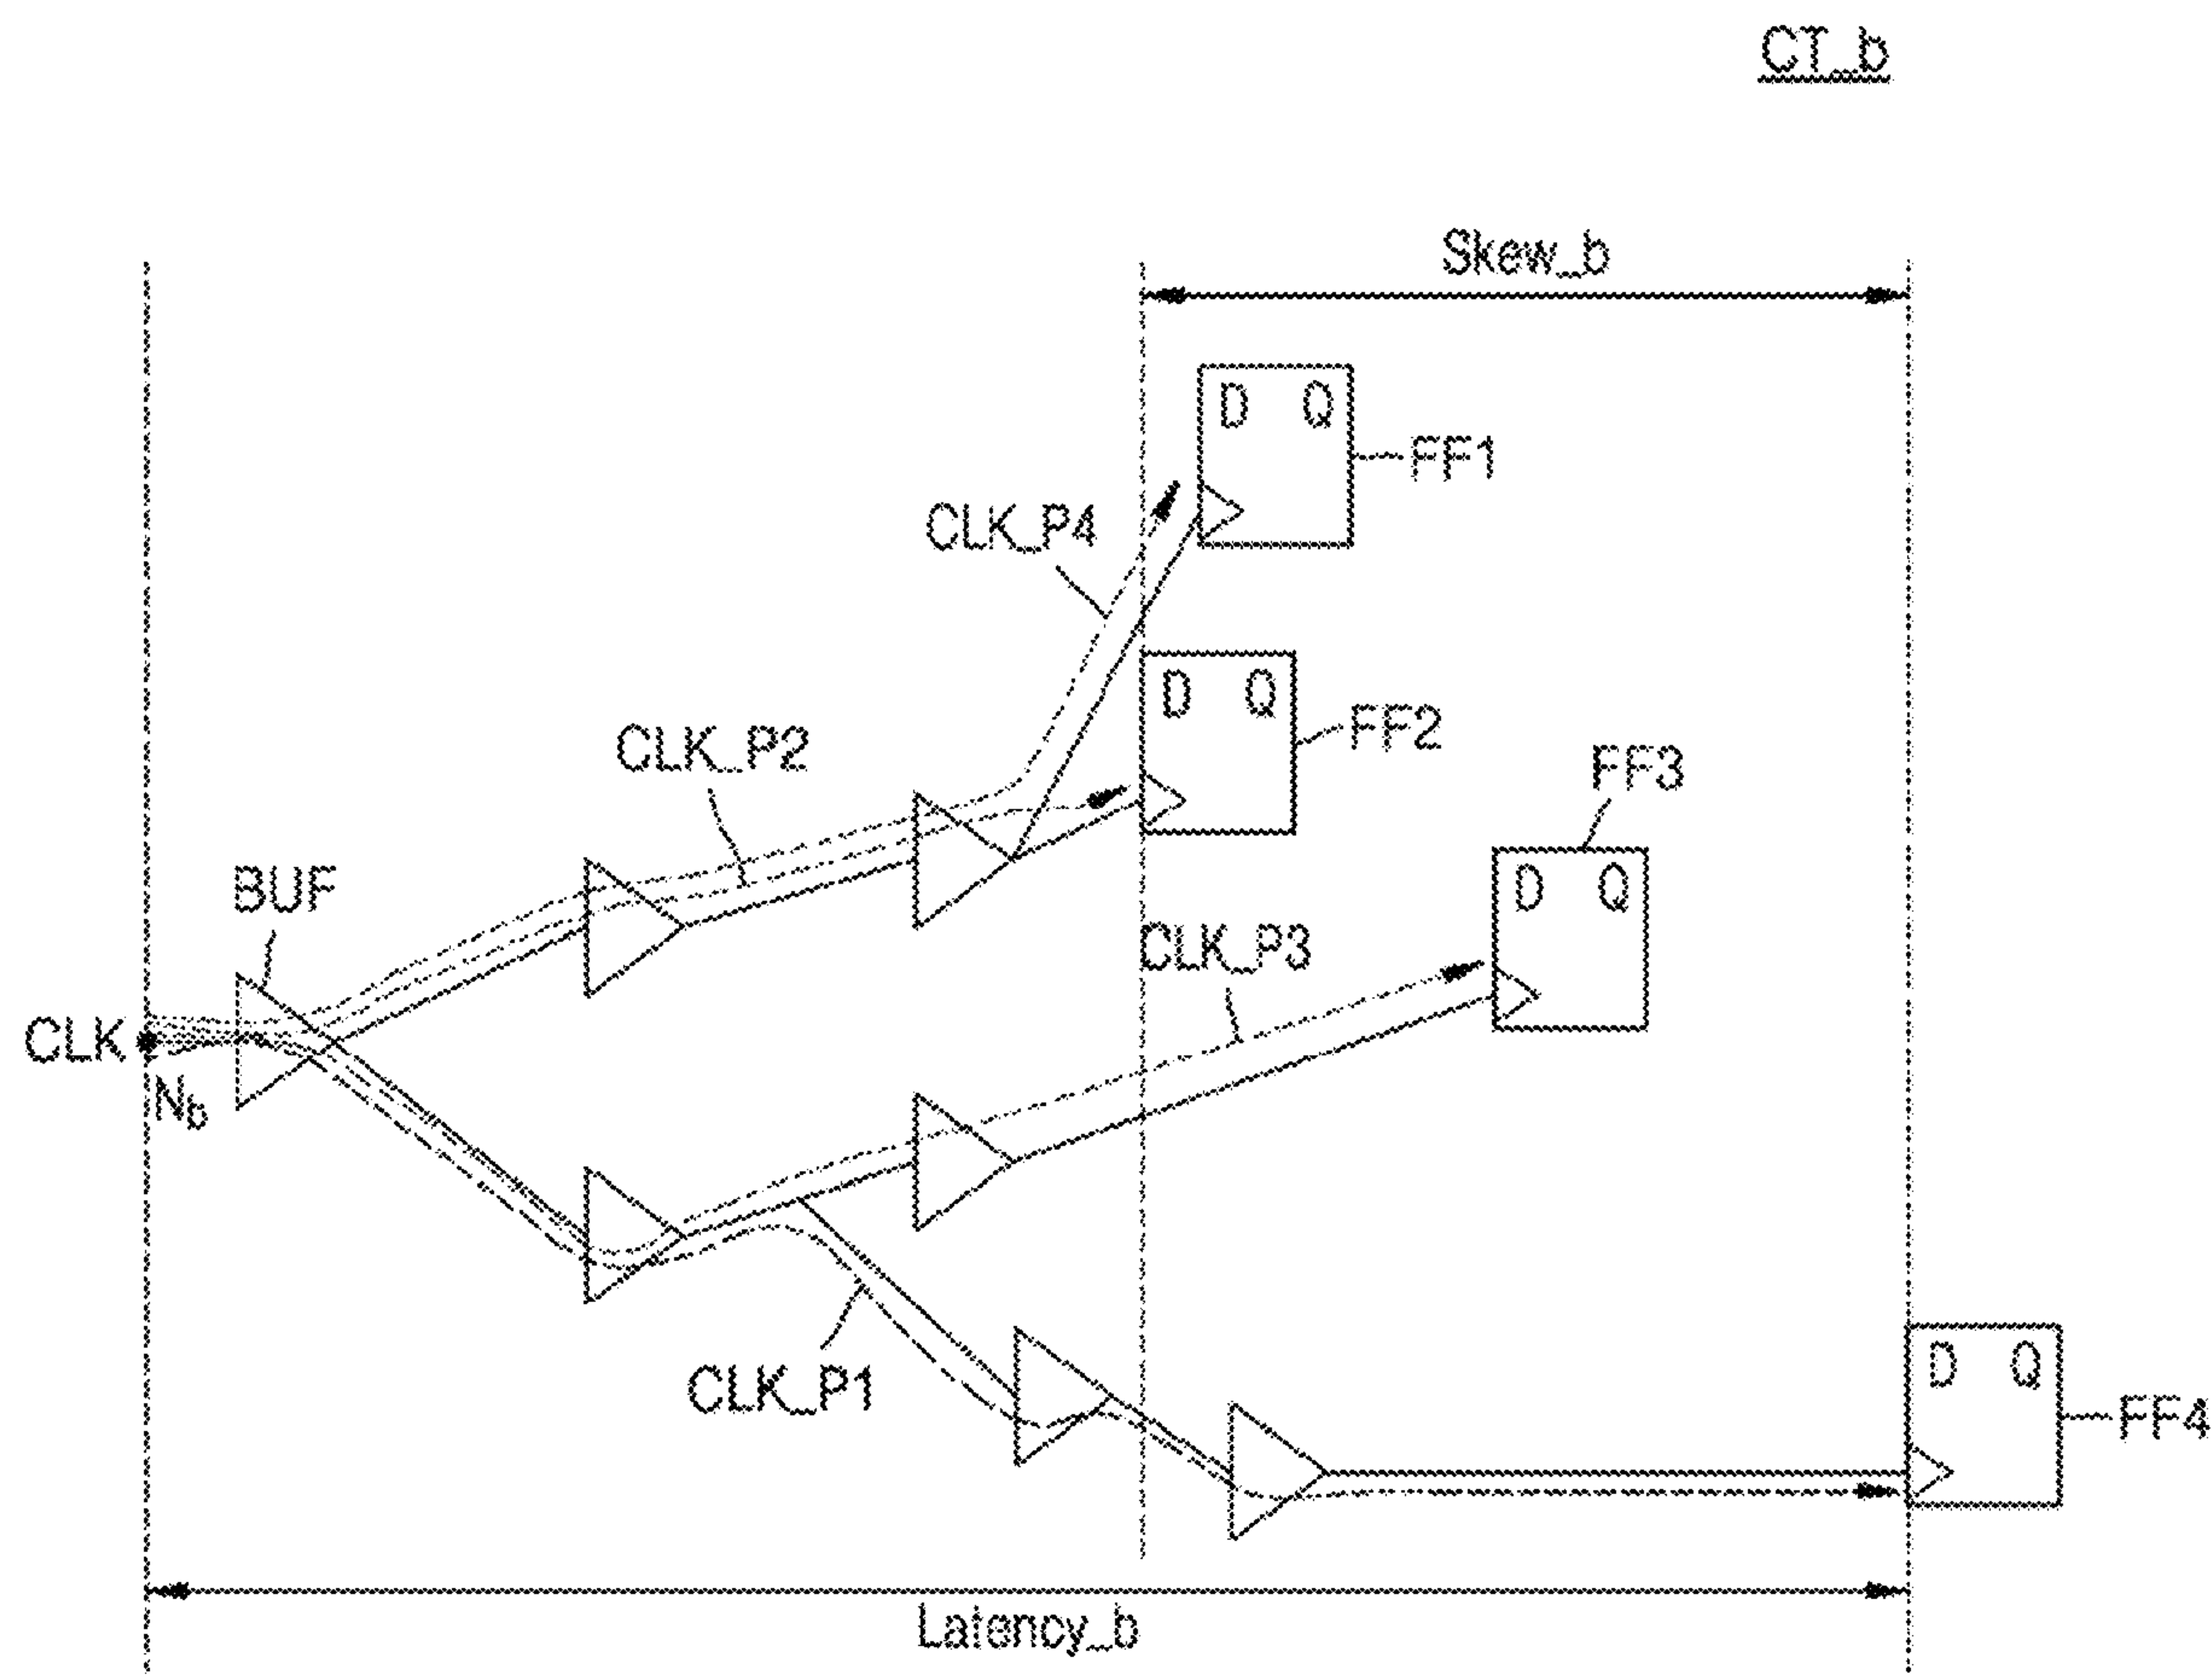 CT_b
Skew_b
D Q
FF1
CLK_P4
D Q
FF2
CLK_P2
FF3
D Q
BUF
CLK_P3
CLK
Nb
CLK_P1
D Q
FF4
Latency_b